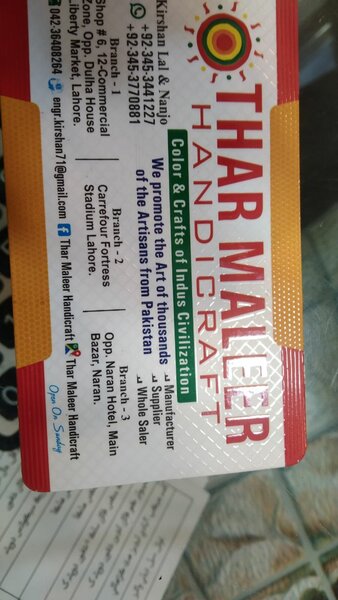 THAR MALEER
HANDICRAFT
Color & Crafts of Indus Civilization
We promote the Art of thousands
of the Artisans from Pakistan
Manufacturer
Supplier
Whole Saler
Kirshan Lal & Nanjo
+92-345-3441227
+92-345-3770881
Branch - 1
Shop # 6, 12-Commercial
Zone, Opp. Dulha House
Liberty Market, Lahore.
Branch - 2
Carrefour Fortress
Stadium Lahore.
Branch - 3
Opp. Naran Hotel, Main
Bazar, Naran.
042 36408264 engr.kirshan71@gmail.com Thar Maleer Handicraft Thar Maleer Handicraft
Open On Sunday